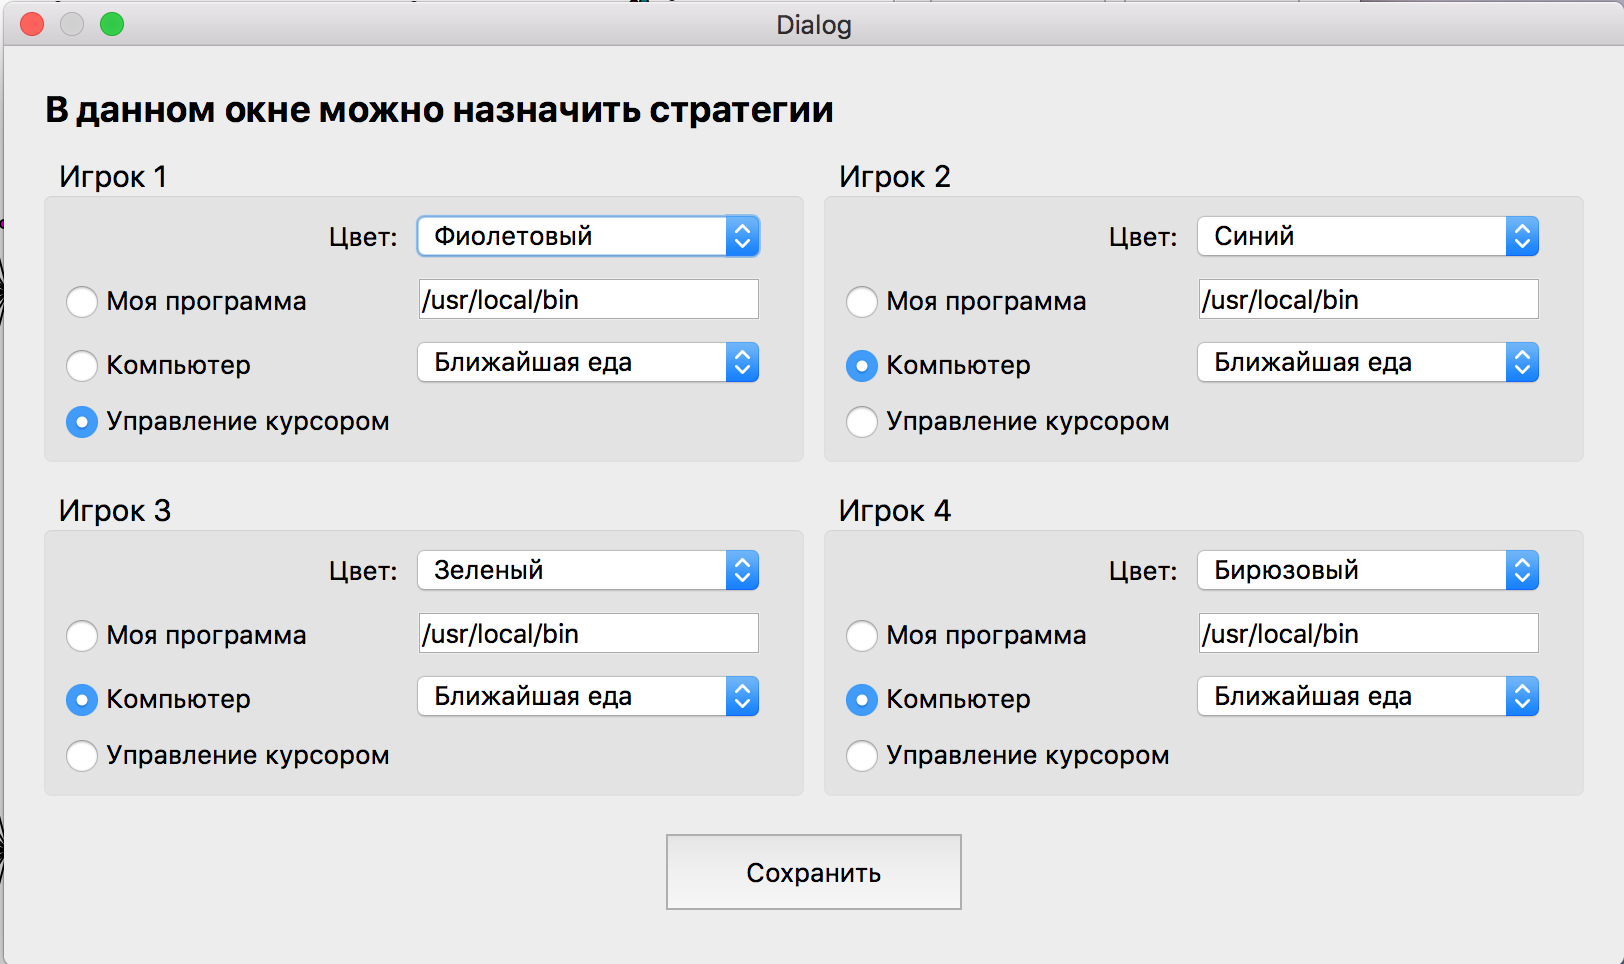 Dialog
В данном окне можно назначить стратегии
Игрок 1
Цвет: Фиолетовый
Моя программа /usr/local/bin
Компьютер Ближайшая еда
Управление курсором
Игрок 2
Цвет: Синий
Моя программа /usr/local/bin
Компьютер Ближайшая еда
Управление курсором
Игрок 3
Цвет: Зеленый
Моя программа /usr/local/bin
Компьютер Ближайшая еда
Управление курсором
Игрок 4
Цвет: Бирюзовый
Моя программа /usr/local/bin
Компьютер Ближайшая еда
Управление курсором
Сохранить